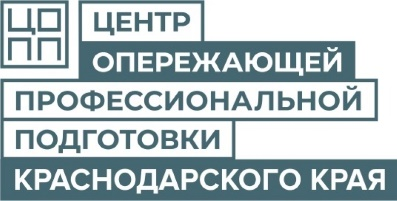 ЦОПП
ЦЕНТР
ОПЕРЕЖАЮЩЕЙ
ПРОФЕССИОНАЛЬНОЙ
ПОДГОТОВКИ
КРАСНОДАРСКОГО КРАЯ